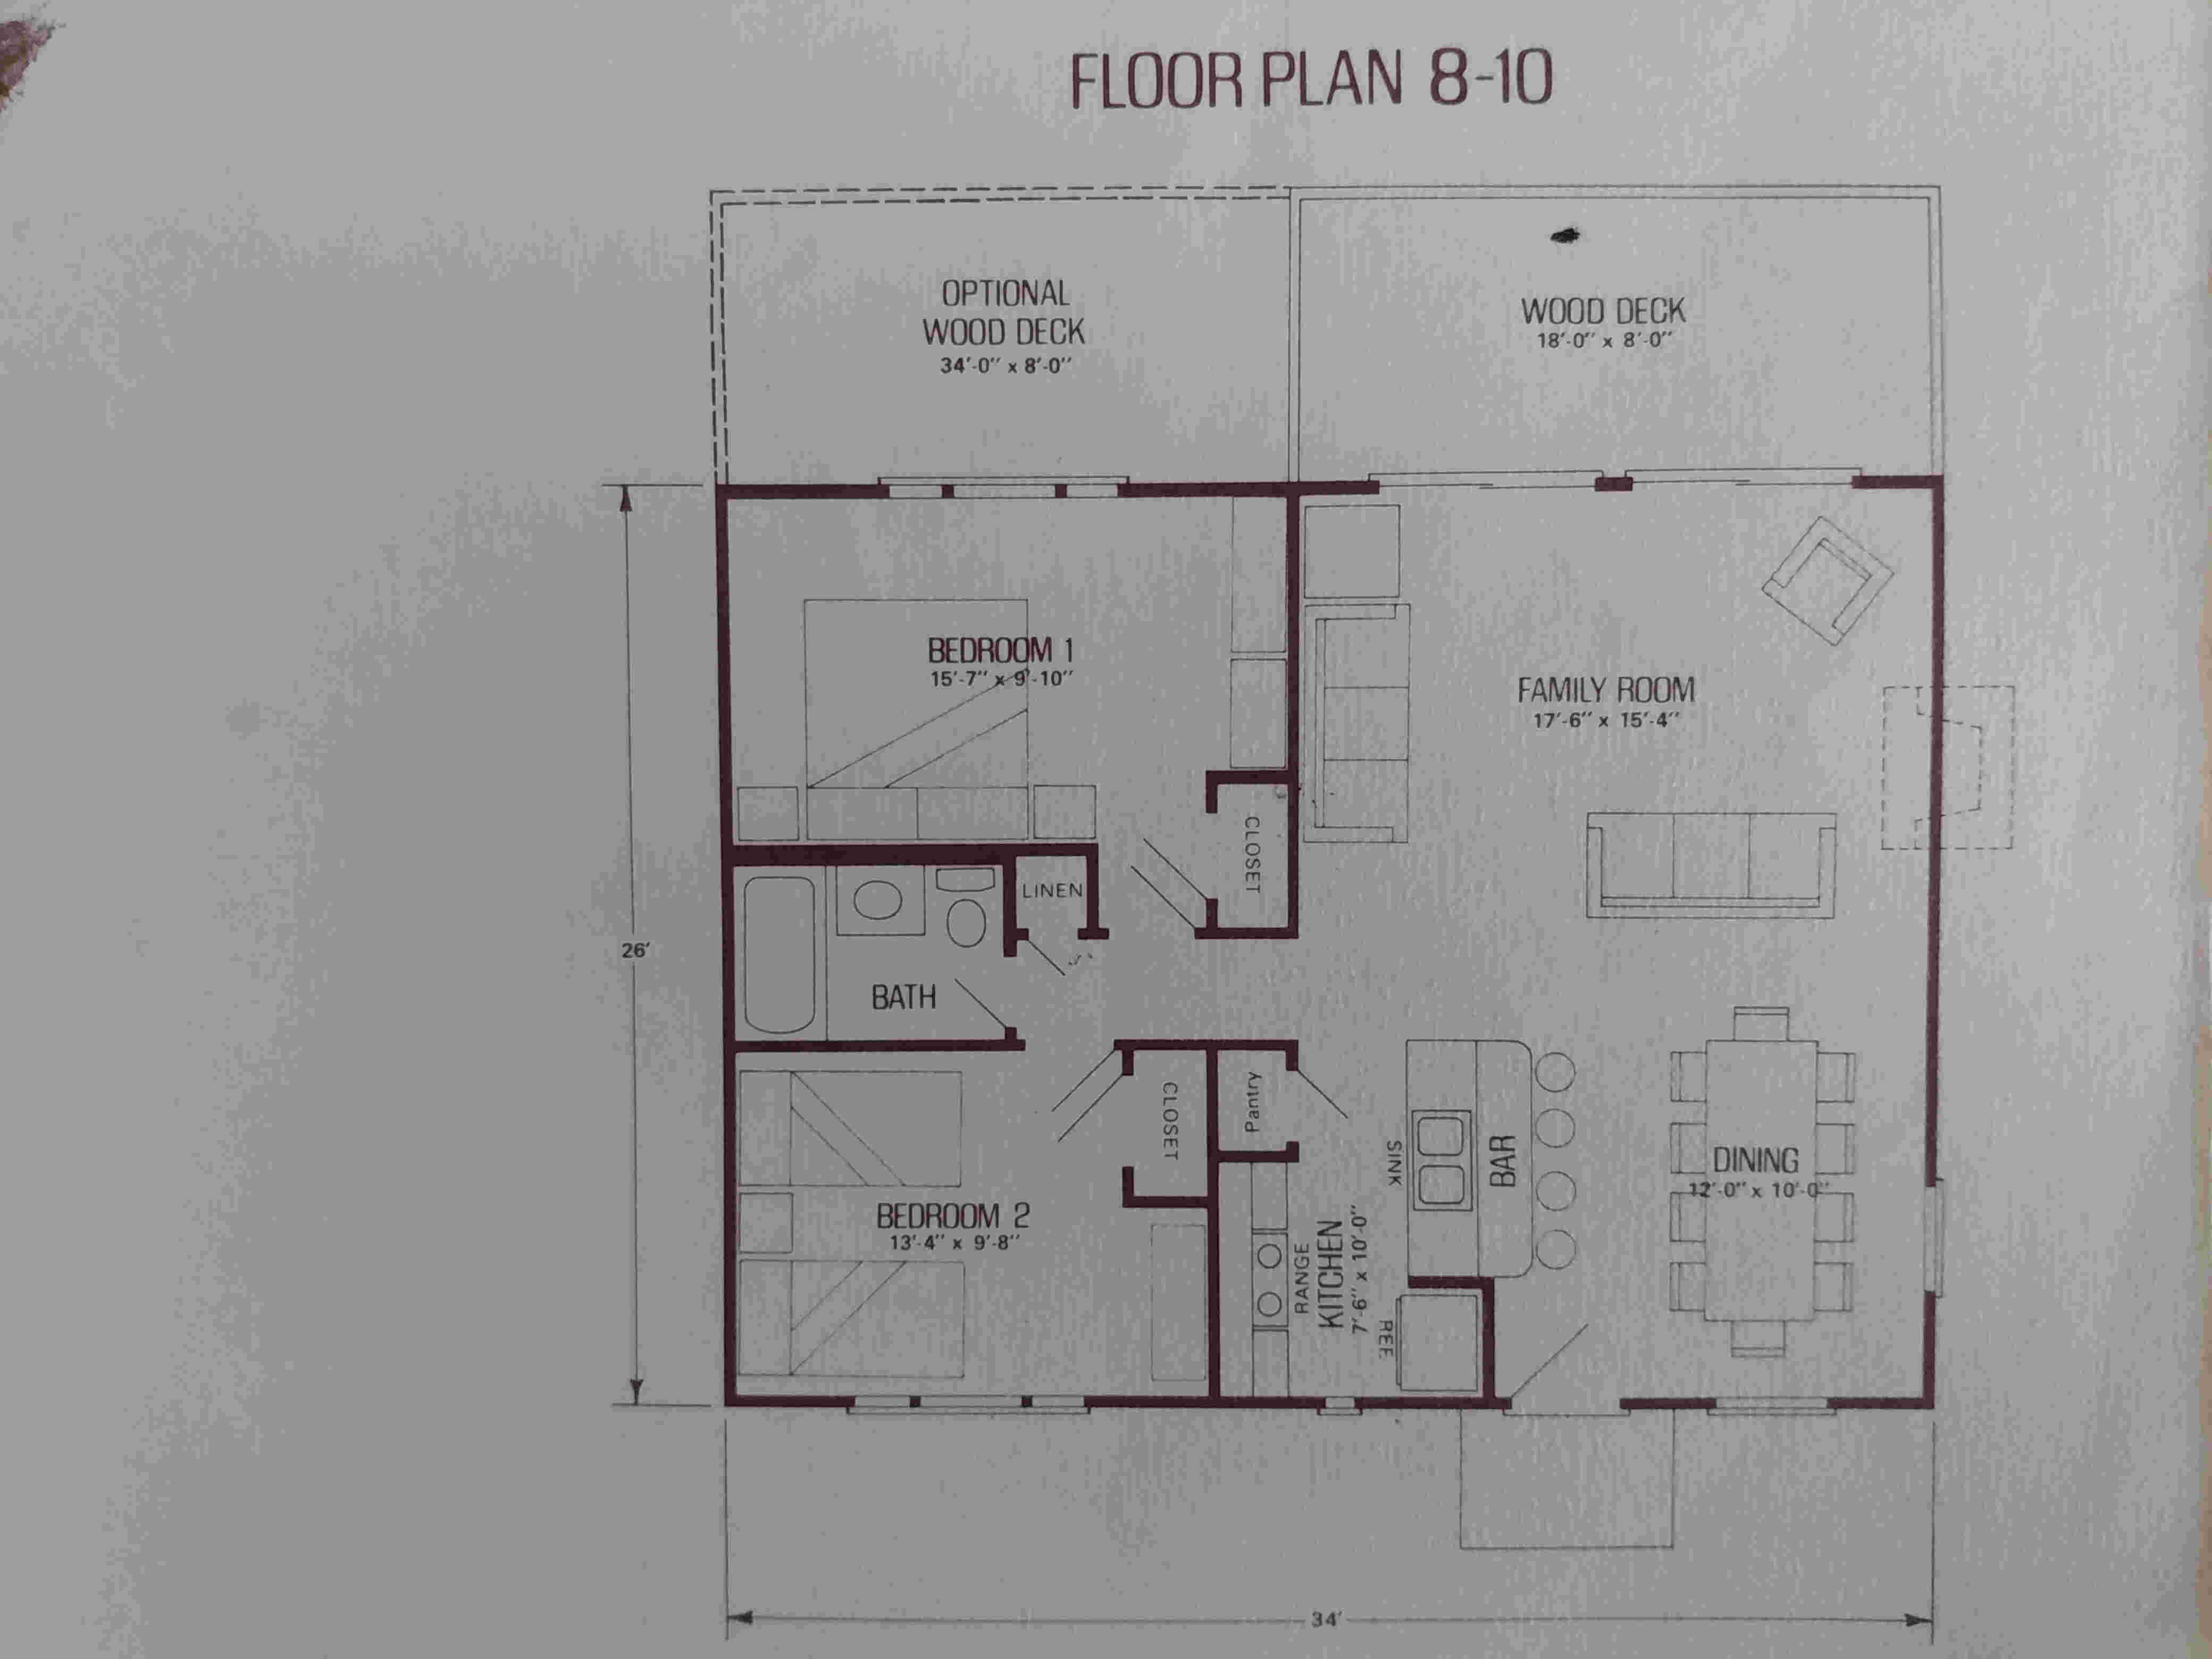 FLOOR PLAN 8-10
OPTIONAL
WOOD DECK
34'-0" x 8'-0"
WOOD DECK
18'-0" x 8'-0"
BEDROOM 1
15'-7" x 9'-10"
FAMILY ROOM
17'-6" x 15'-4"
CLOSET
LINEN
26'
BATH
CLOSET
Pantry
SINK
BAR
DINING
12'-0" x 10'-0"
BEDROOM 2
13'-4" x 9'-8"
RANGE
KITCHEN
7'-6" x 10'-0"
REF.
34'